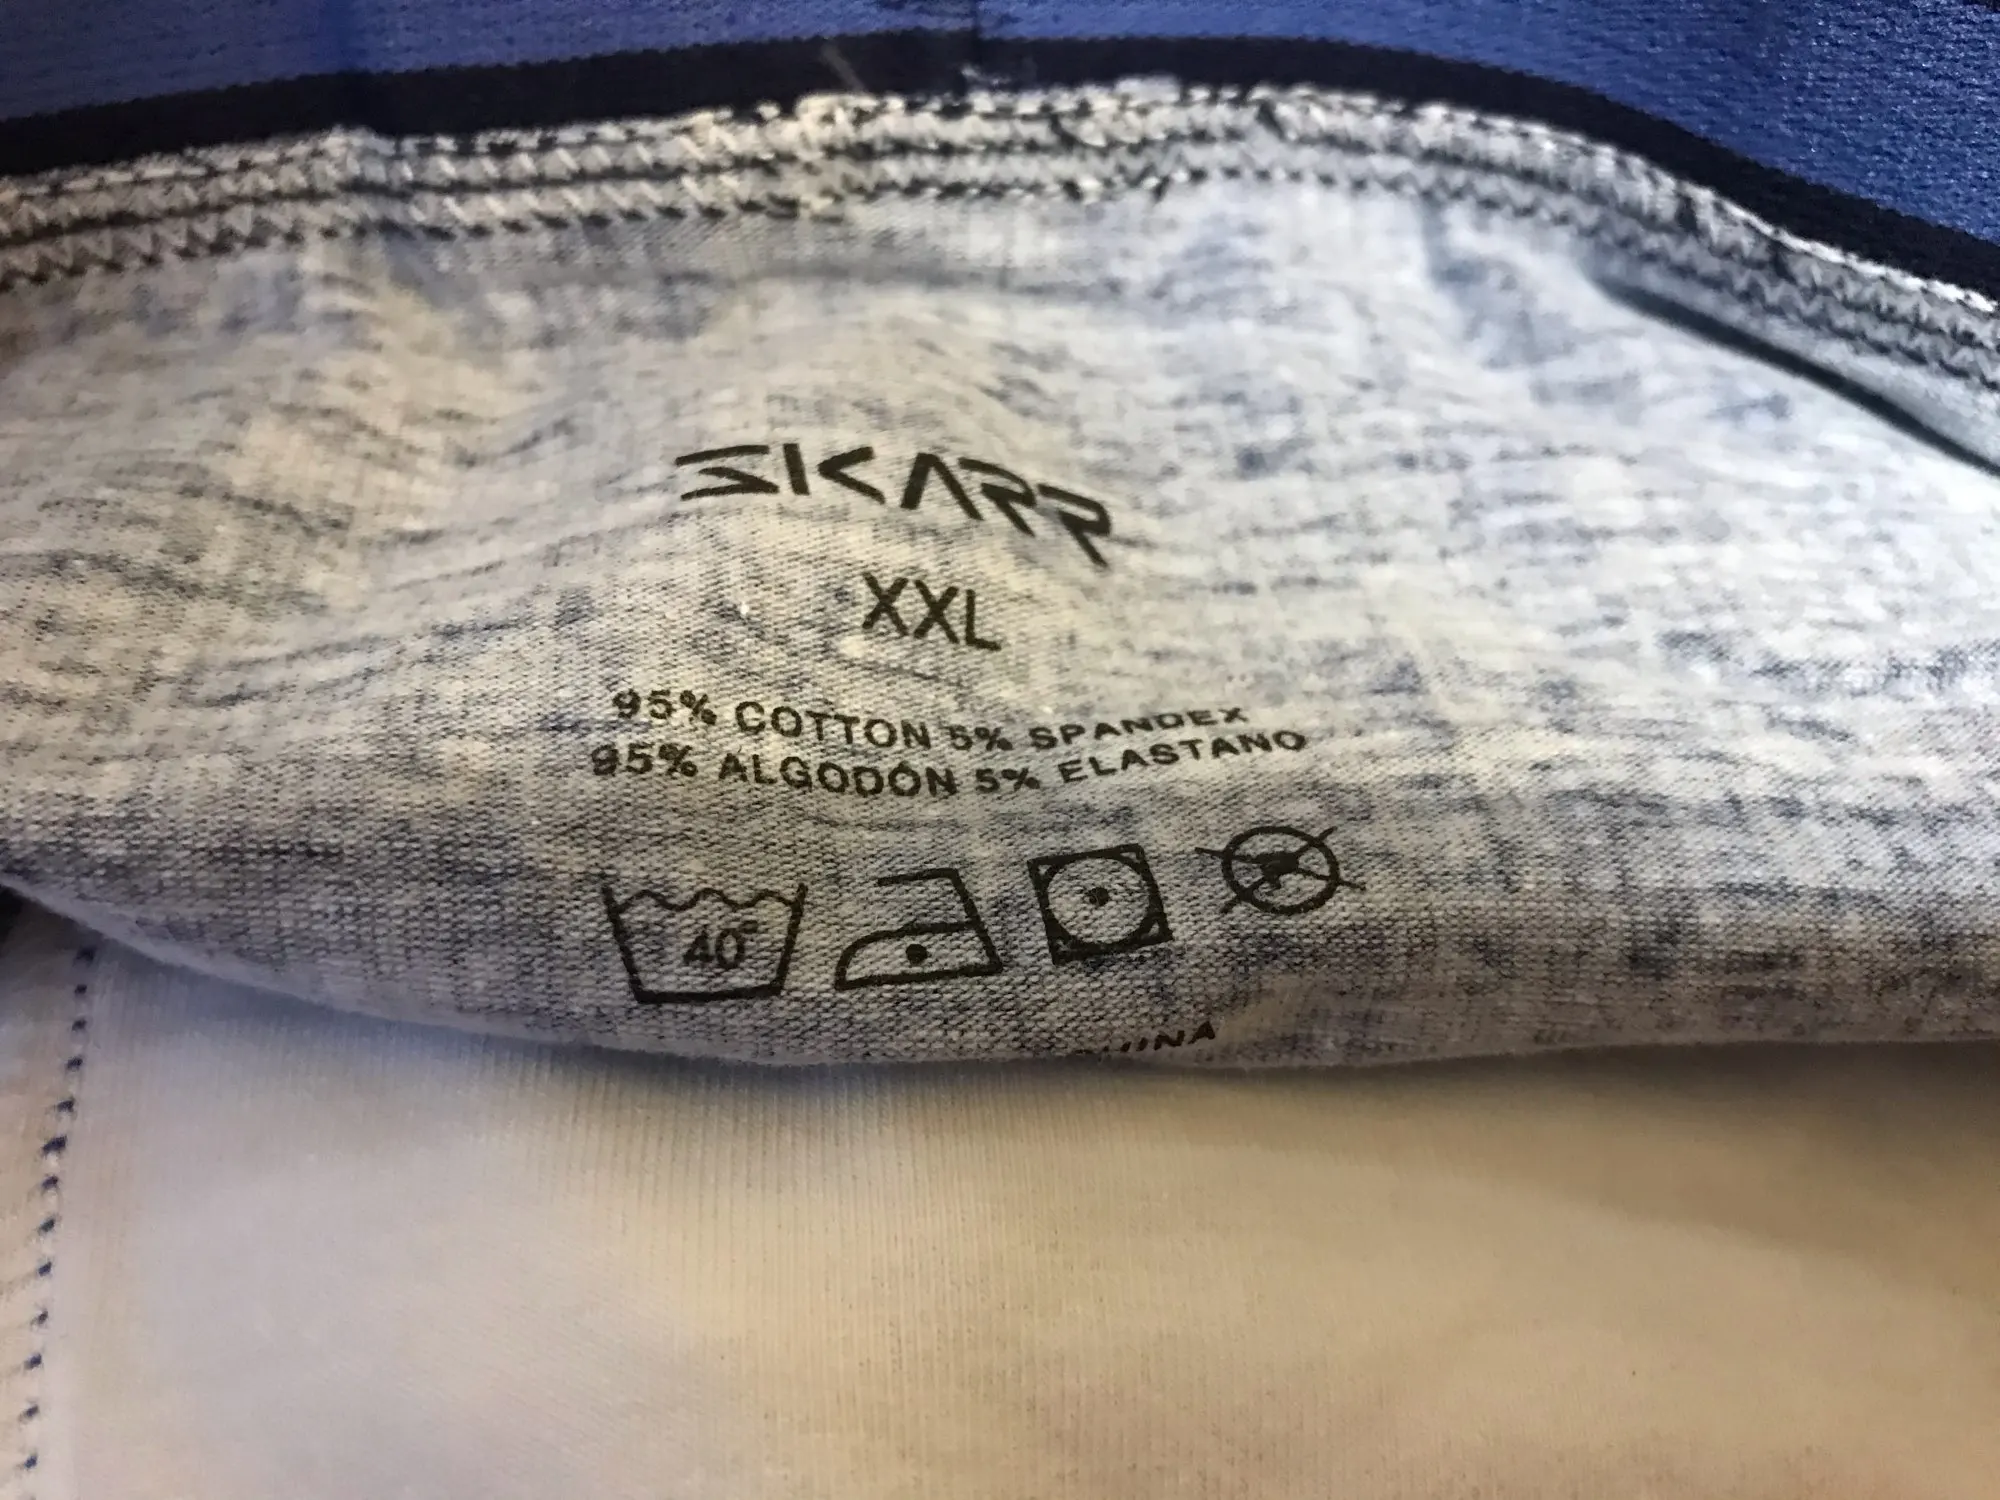 SKARR
XXL
95% COTTON 5% SPANDEX
95% ALGODÓN 5% ELASTANO
40°